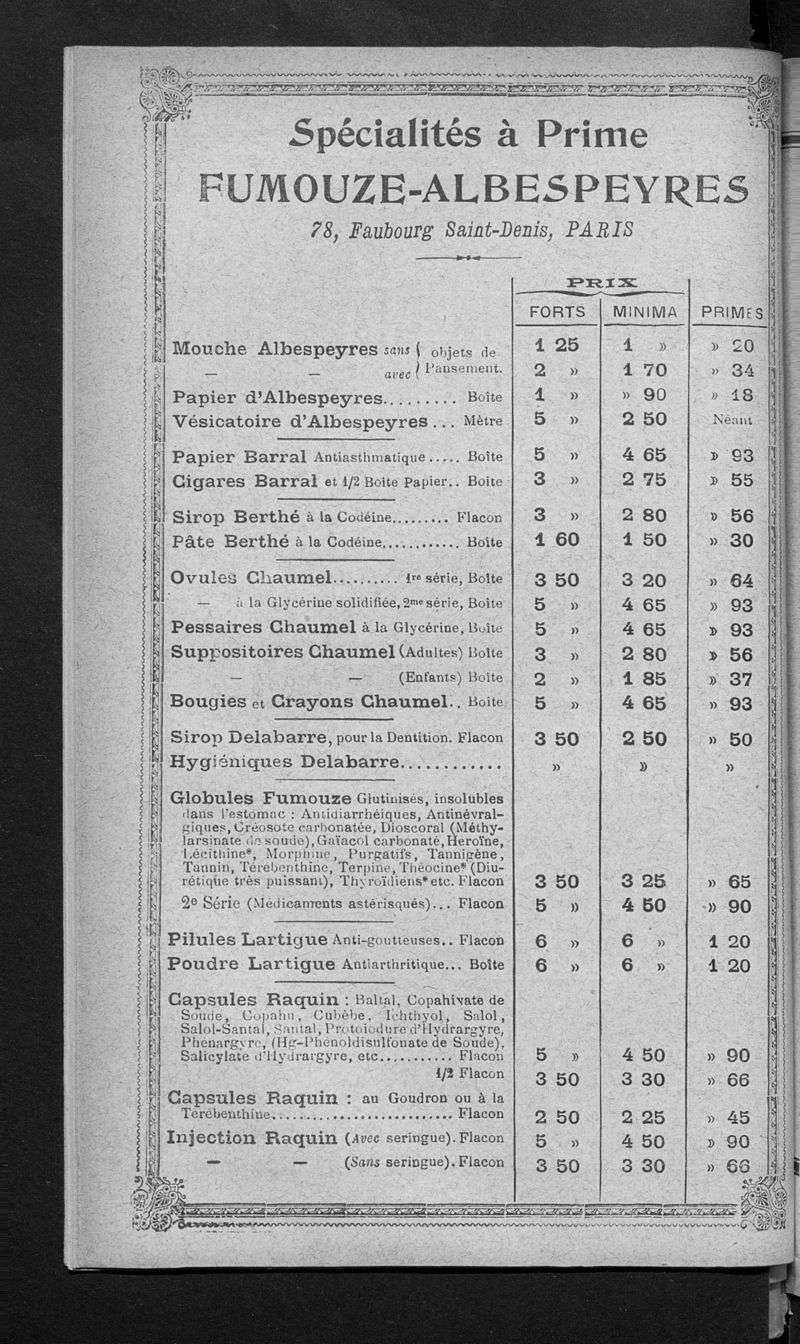 Spécialités à Prime
FUMOUZE-ALBESPEYRES
78, Faubourg Saint-Denis, PARIS
PRIX
FORTS MINIMA PRIMES
Mouche Albespeyres sans objets de 1 25 1 » » 20
— — avec Pansement. 2 » 1 70 » 34
Papier d'Albespeyres......... Boîte 1 » » 90 » 18
Vésicatoire d'Albespeyres... Mètre 5 » 2 50 Néant
Papier Barral Antiasthmatique..... Boîte 5 » 4 65 » 93
Cigares Barral et 1/2 Boîte Papier.. Boîte 3 » 2 75 » 55
Sirop Berthé à la Codéine......... Flacon 3 » 2 80 » 56
Pâte Berthé à la Codéine............ Boîte 1 60 1 50 » 30
Ovules Chaumel.......... 1re série, Boîte 3 50 3 20 » 64
— à la Glycérine solidifiée, 2me série, Boîte 5 » 4 65 » 93
Pessaires Chaumel à la Glycérine, Boîte 5 » 4 65 » 93
Suppositoires Chaumel (Adultes) Boîte 3 » 2 80 » 56
— — (Enfants) Boîte 2 » 1 85 » 37
Bougies et Crayons Chaumel.. Boîte 5 » 4 65 » 93
Sirop Delabarre, pour la Dentition. Flacon 3 50 2 50 » 50
Hygiéniques Delabarre............ » » »
Globules Fumouze Glutinisés, insolubles
dans l'estomac : Antidiarrhéiques, Antinévral-
giques, Créosote carbonatée, Dioscoral (Méthy-
larsinate de soude), Gaïacol carbonaté, Heroïne,
Lécithine*, Morphine, Purgatifs, Tannigène,
Tannin, Térébenthine, Terpine, Théocine* (Diu-
rétique très puissant), Thyroïdiens* etc. Flacon 3 50 3 25 » 65
2e Série (Médicaments astérisqués)... Flacon 5 » 4 50 » 90
Pilules Lartigue Anti-goutteuses.. Flacon 6 » 6 » 1 20
Poudre Lartigue Antiarthritique... Boîte 6 » 6 » 1 20
Capsules Raquin : Baltal, Copahivate de
Soude, Copahu, Cubèbe, Ichthyol, Salol,
Salol-Santal, Santal, Protoiodure d'Hydrargyre,
Phénargyre, (Hg-Phénoldisulfonate de Soude),
Salicylate d'Hydrargyre, etc............ Flacon 5 » 4 50 » 90
1/2 Flacon 3 50 3 30 » 66
Capsules Raquin : au Goudron ou à la
Térébenthine........................... Flacon 2 50 2 25 » 45
Injection Raquin (Avec seringue). Flacon 5 » 4 50 » 90
— — (Sans seringue). Flacon 3 50 3 30 » 66